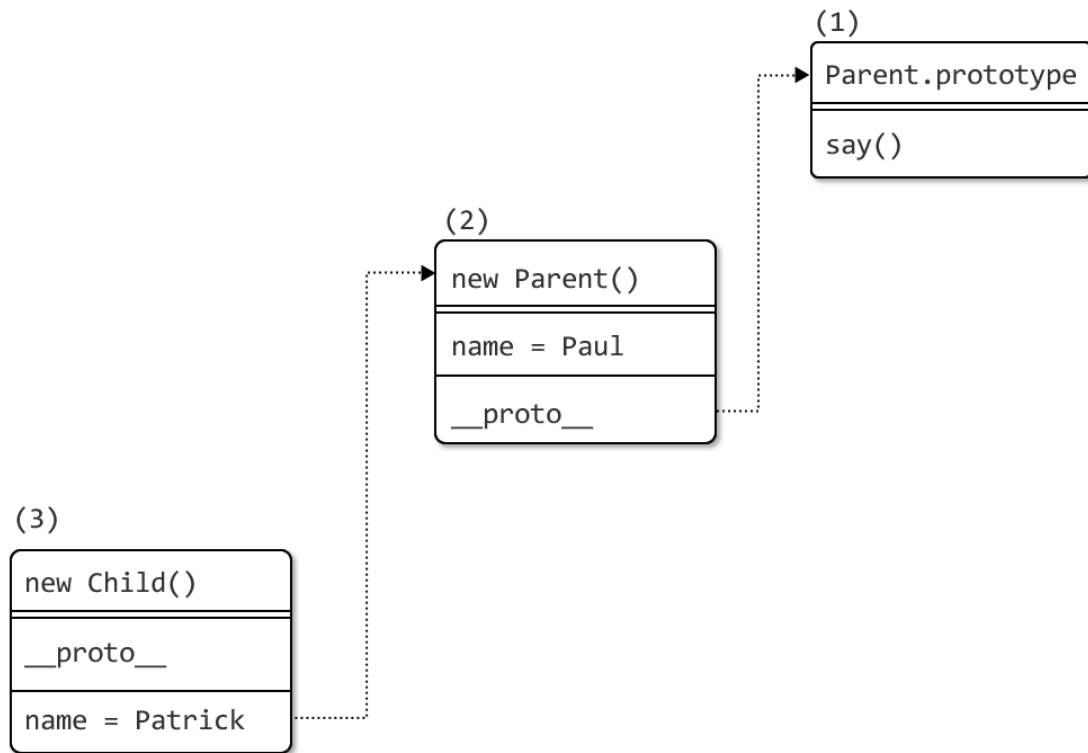 (1)
Parent.prototype
say()
(2)
new Parent()
name = Paul
__proto__
(3)
new Child()
__proto__
name = Patrick